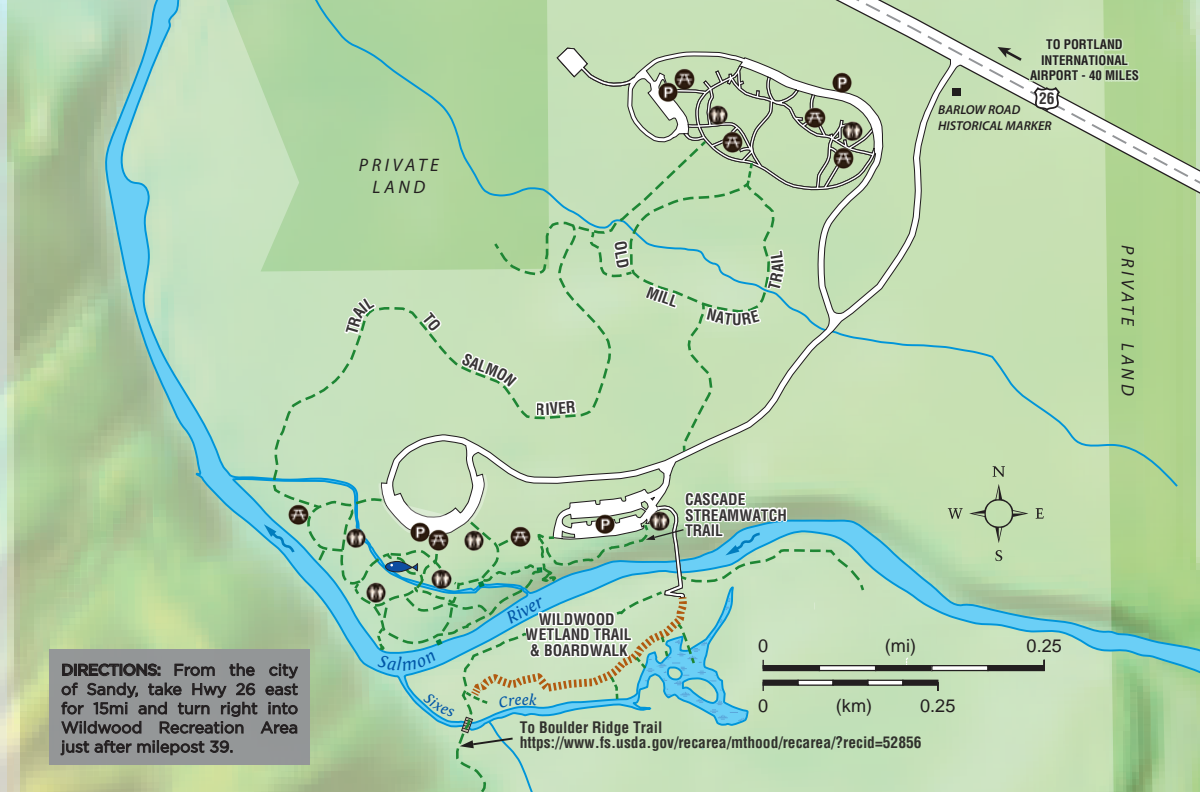 TO PORTLAND
INTERNATIONAL
AIRPORT - 40 MILES
26
BARLOW ROAD
HISTORICAL MARKER
P
P
PRIVATE
LAND
PRIVATE LAND
OLD
MILL
NATURE
TRAIL
TRAIL
TO
SALMON
RIVER
P
P
CASCADE
STREAMWATCH
TRAIL
N
W
E
S
River
Salmon
WILDWOOD
WETLAND TRAIL
& BOARDWALK
Sixes
Creek
0 (mi) 0.25
0 (km) 0.25
To Boulder Ridge Trail
https://www.fs.usda.gov/recarea/mthood/recarea/?recid=52856
DIRECTIONS: From the city
of Sandy, take Hwy 26 east
for 15mi and turn right into
Wildwood Recreation Area
just after milepost 39.